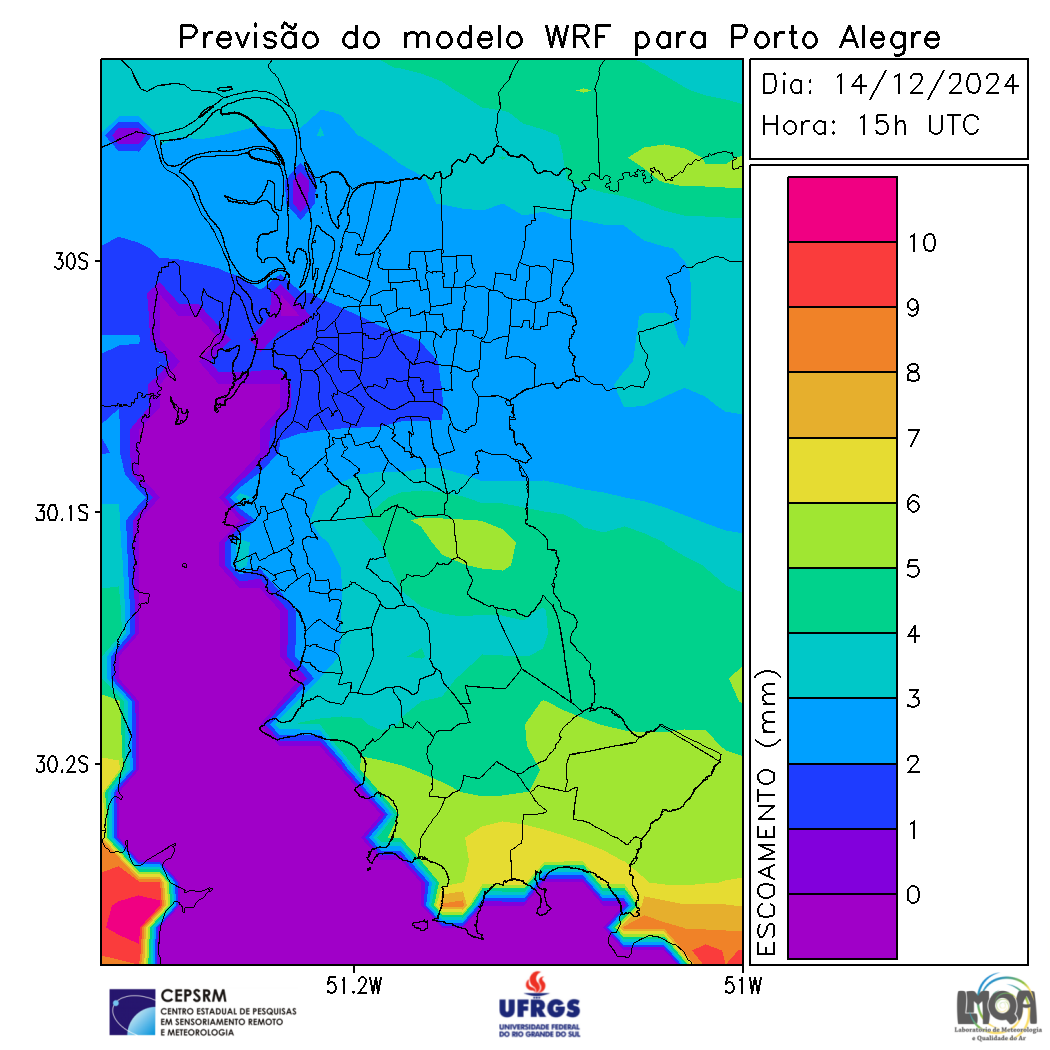 Previsão do modelo WRF para Porto Alegre
Dia: 14/12/2024
Hora: 15h UTC
30S
30.1S
30.2S
51.2W
51W
ESCOAMENTO (mm)
10
9
8
7
6
5
4
3
2
1
0
CEPSRM
CENTRO ESTADUAL DE PESQUISAS
EM SENSORIAMENTO REMOTO
E METEOROLOGIA
UFRGS
UNIVERSIDADE FEDERAL
DO RIO GRANDE DO SUL
LMQA
Laboratório de Meteorologia
e Qualidade do Ar